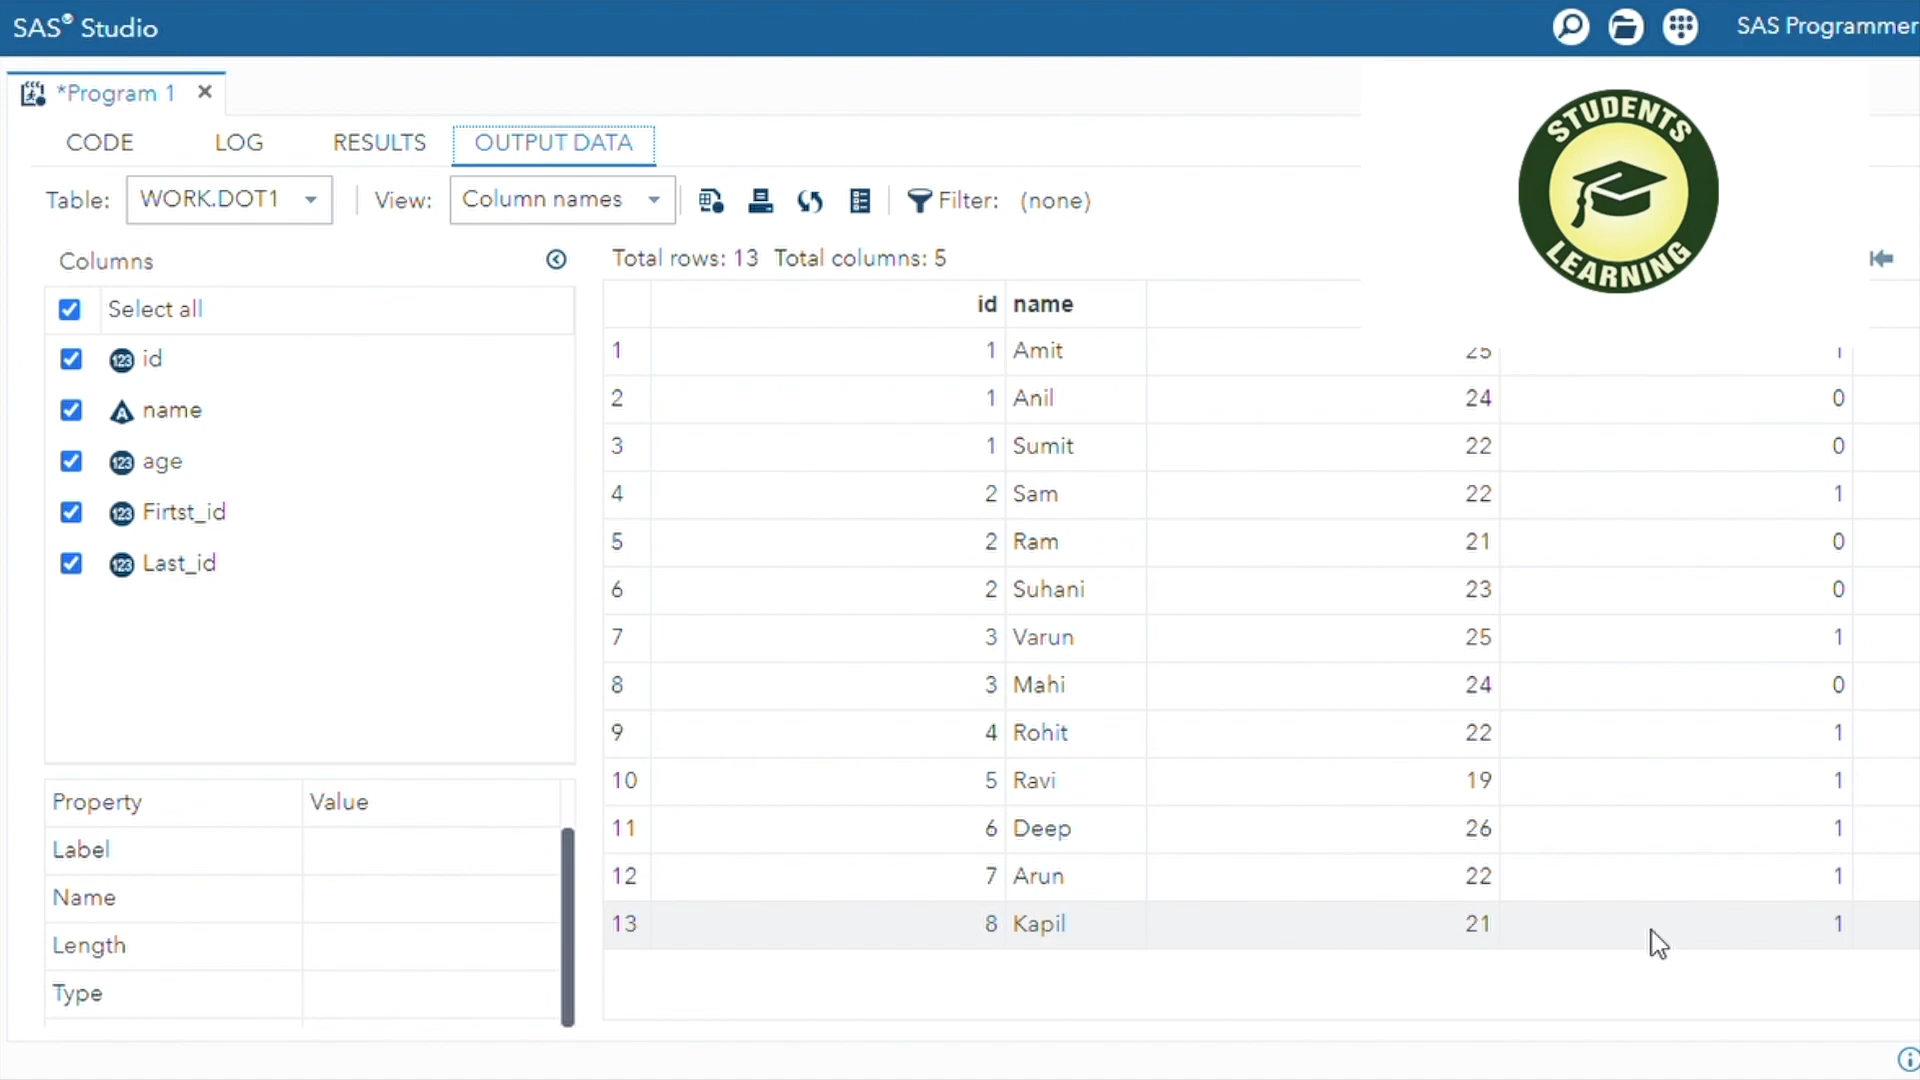 SAS® Studio
SAS Programmer
*Program 1
CODE LOG RESULTS OUTPUT DATA
Table: WORK.DOT1 View: Column names Filter: (none)
STUDENTS LEARNING
Columns
Total rows: 13 Total columns: 5
Select all
id
name
age
Firtst_id
Last_id
Property Value
Label
Name
Length
Type
id name
1 1 Amit 25 1
2 1 Anil 24 0
3 1 Sumit 22 0
4 2 Sam 22 1
5 2 Ram 21 0
6 2 Suhani 23 0
7 3 Varun 25 1
8 3 Mahi 24 0
9 4 Rohit 22 1
10 5 Ravi 19 1
11 6 Deep 26 1
12 7 Arun 22 1
13 8 Kapil 21 1